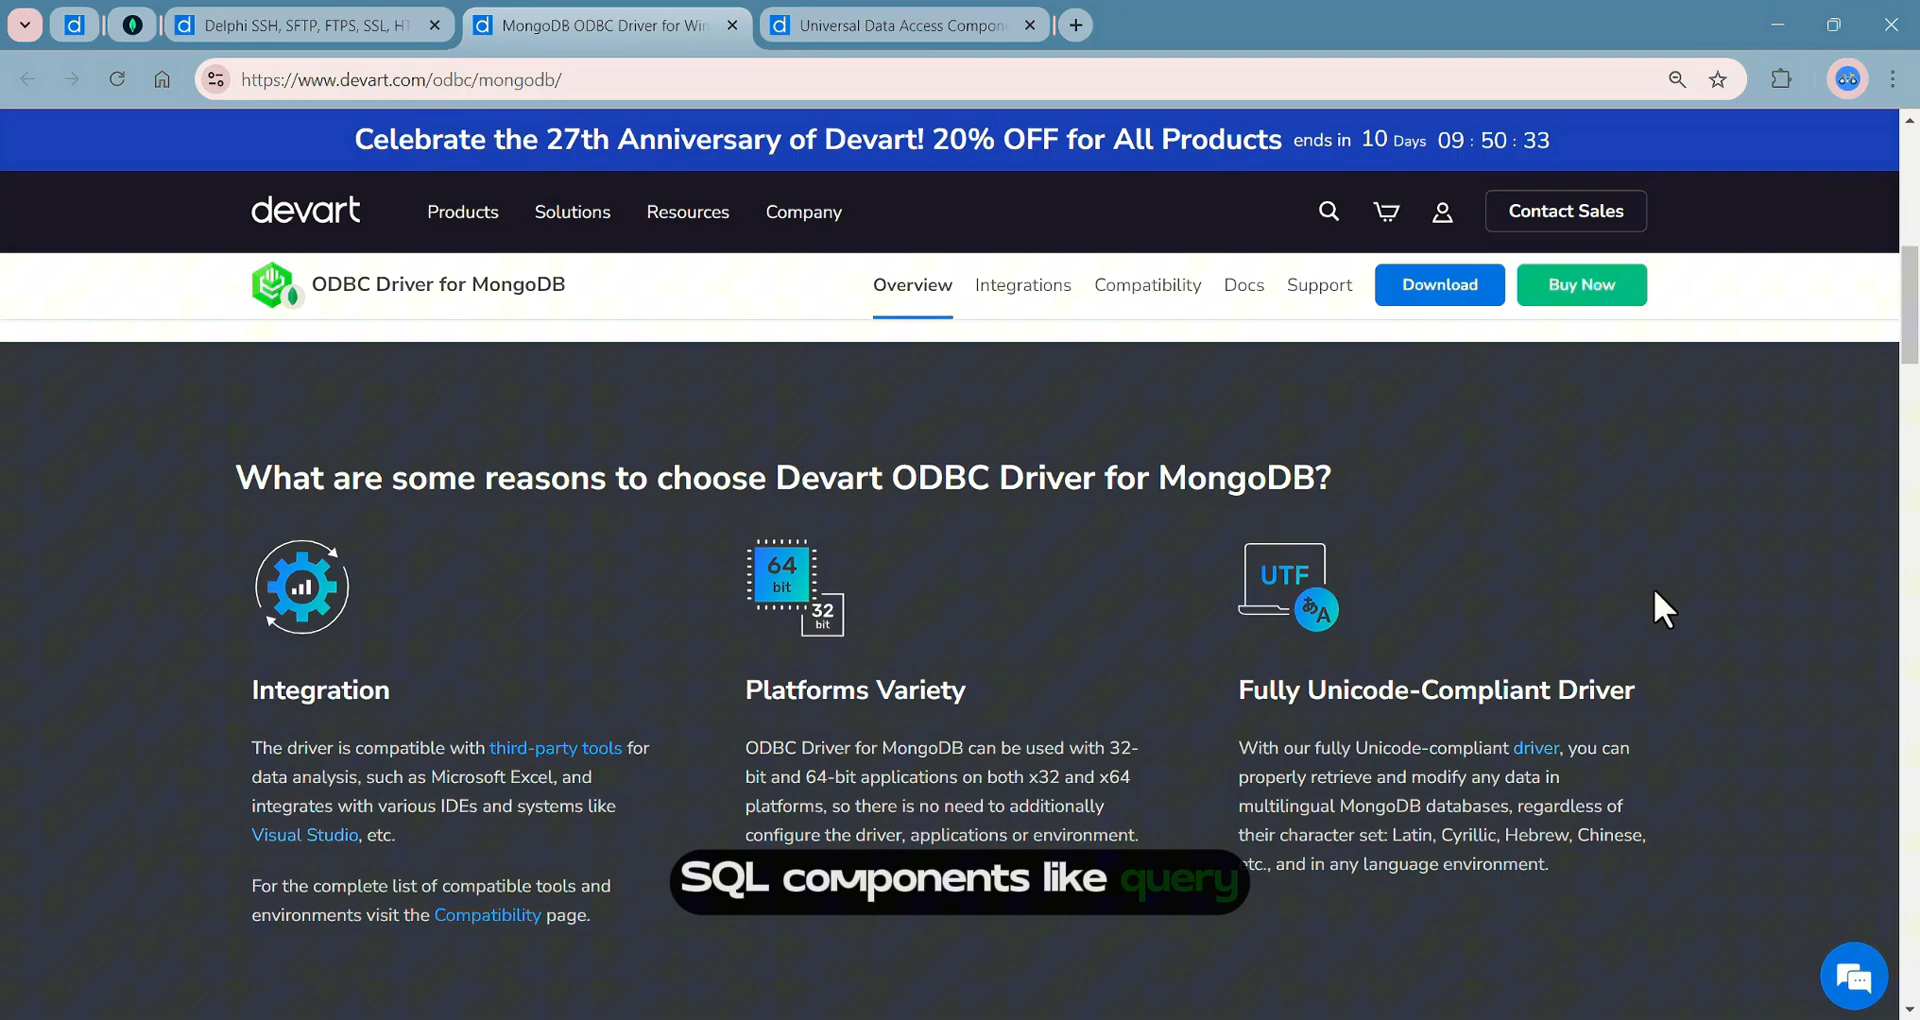 Delphi SSH, SFTP, FTPS, SSL, HT
MongoDB ODBC Driver for Win
Universal Data Access Compon
https://www.devart.com/odbc/mongodb/
Celebrate the 27th Anniversary of Devart! 20% OFF for All Products ends in 10 Days 09 : 50 : 33
devart
Products
Solutions
Resources
Company
Contact Sales
ODBC Driver for MongoDB
Overview
Integrations
Compatibility
Docs
Support
Download
Buy Now
What are some reasons to choose Devart ODBC Driver for MongoDB?
64
bit
32
bit
UTF
あA
Integration
The driver is compatible with third-party tools for
data analysis, such as Microsoft Excel, and
integrates with various IDEs and systems like
Visual Studio, etc.
For the complete list of compatible tools and
environments visit the Compatibility page.
Platforms Variety
ODBC Driver for MongoDB can be used with 32-
bit and 64-bit applications on both x32 and x64
platforms, so there is no need to additionally
configure the driver, applications or environment.
Fully Unicode-Compliant Driver
With our fully Unicode-compliant driver, you can
properly retrieve and modify any data in
multilingual MongoDB databases, regardless of
their character set: Latin, Cyrillic, Hebrew, Chinese,
etc., and in any language environment.
SQL components like query